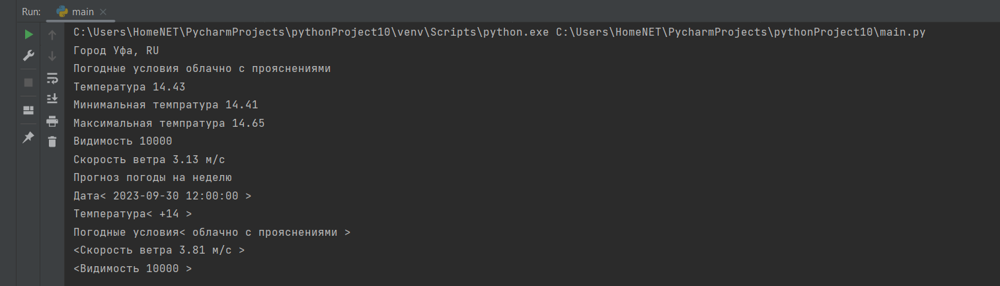 Run: main
C:\Users\HomeNET\PycharmProjects\pythonProject10\venv\Scripts\python.exe C:\Users\HomeNET\PycharmProjects\pythonProject10\main.py
Город Уфа, RU
Погодные условия облачно с прояснениями
Температура 14.43
Минимальная темпратура 14.41
Максимальная темпратура 14.65
Видимость 10000
Скорость ветра 3.13 м/с
Прогноз погоды на неделю
Дата< 2023-09-30 12:00:00 >
Температура< +14 >
Погодные условия< облачно с прояснениями >
<Скорость ветра 3.81 м/с >
<Видимость 10000 >